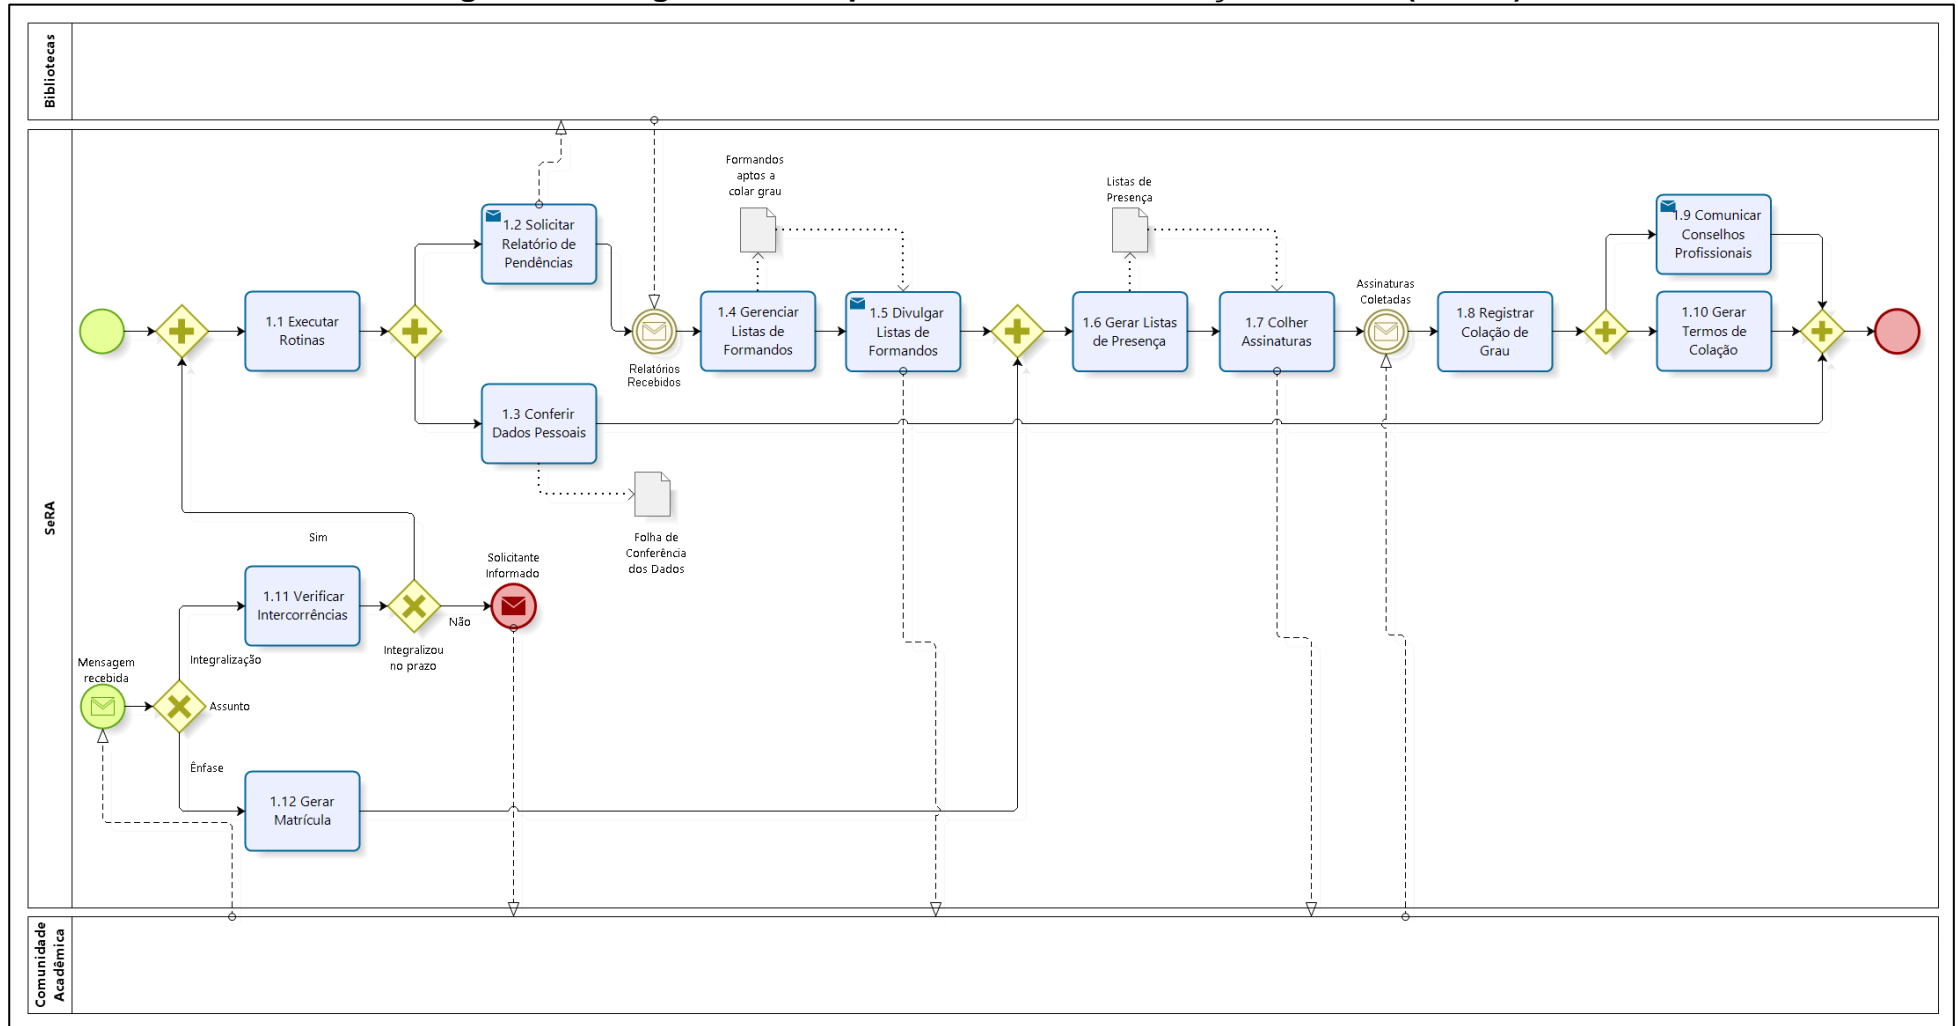 Bibliotecas
SeRA
Comunidade
Acadêmica
Formandos
aptos a
colar grau
Listas de
Presença
1.2 Solicitar
Relatório de
Pendências
1.9 Comunicar
Conselhos
Profissionais
Assinaturas
Coletadas
1.1 Executar
Rotinas
1.4 Gerenciar
Listas de
Formandos
1.5 Divulgar
Listas de
Formandos
1.6 Gerar Listas
de Presença
1.7 Colher
Assinaturas
1.8 Registrar
Colação de
Grau
1.10 Gerar
Termos de
Colação
Relatórios
Recebidos
1.3 Conferir
Dados Pessoais
Folha de
Conferência
dos Dados
Sim
Solicitante
Informado
1.11 Verificar
Intercorrências
Não
Integralizou
no prazo
Integralização
Mensagem
recebida
Assunto
Ênfase
1.12 Gerar
Matrícula